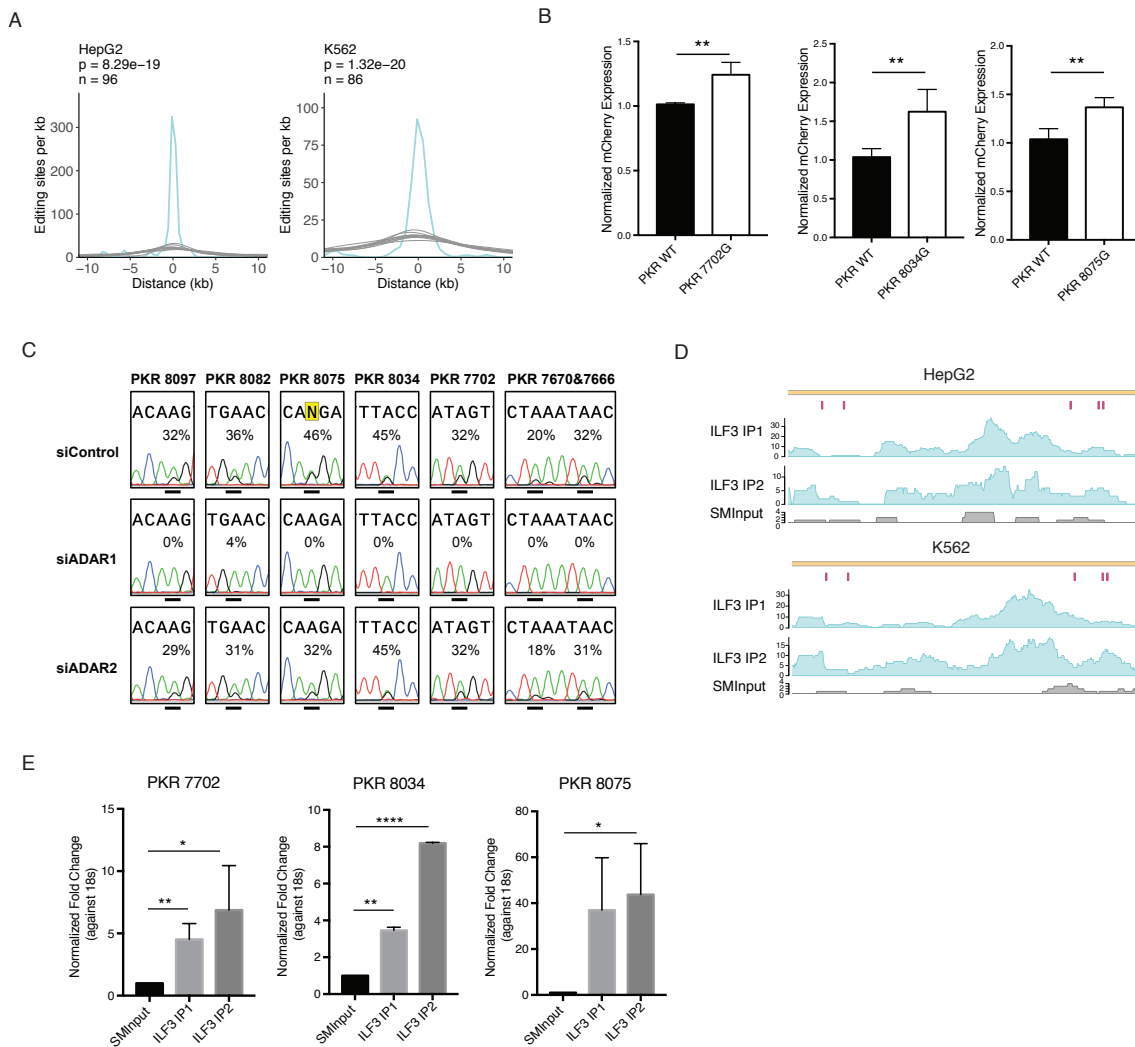 A
HepG2
p = 8.29e−19
n = 96
Editing sites per kb
300
200
100
0
−10 −5 0 5 10
Distance (kb)
K562
p = 1.32e−20
n = 86
Editing sites per kb
100
75
50
25
0
−10 −5 0 5 10
Distance (kb)
B
Normalized mCherry Expression
1.5
1.0
0.5
0.0
**
PKR WT
PKR 7702G
Normalized mCherry Expression
2.5
2.0
1.5
1.0
0.5
0.0
**
PKR WT
PKR 8034G
Normalized mCherry Expression
2.0
1.5
1.0
0.5
0.0
**
PKR WT
PKR 8075G
C
PKR 8097 PKR 8082 PKR 8075 PKR 8034 PKR 7702 PKR 7670&7666
siControl
ACAAG TGAAC CANGA TTACC ATAGT CTAAATAAC
32% 36% 46% 45% 32% 20% 32%
siADAR1
ACAAG TGAAC CAAGA TTACC ATAGT CTAAATAAC
0% 4% 0% 0% 0% 0% 0%
siADAR2
ACAAG TGAAC CAAGA TTACC ATAGT CTAAATAAC
29% 31% 32% 45% 32% 18% 31%
D
HepG2
ILF3 IP1
30
20
10
0
ILF3 IP2
10
5
0
SMInput
4
3
2
1
0
K562
ILF3 IP1
30
20
10
0
ILF3 IP2
15
10
5
0
SMInput
4
3
2
1
0
E
PKR 7702
Normalized Fold Change
(against 18s)
15
10
5
0
*
**
SMInput
ILF3 IP1
ILF3 IP2
PKR 8034
Normalized Fold Change
(against 18s)
10
8
6
4
2
0
****
**
SMInput
ILF3 IP1
ILF3 IP2
PKR 8075
Normalized Fold Change
(against 18s)
80
60
40
20
0
*
SMInput
ILF3 IP1
ILF3 IP2